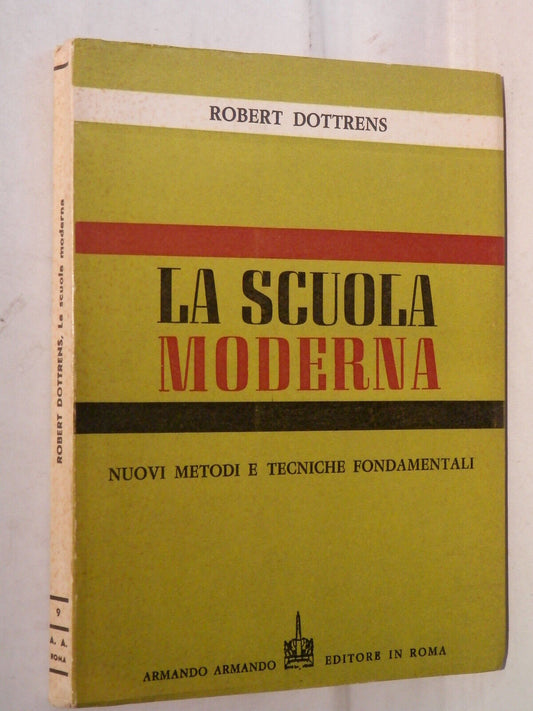 ROBERT DOTTRENS
LA SCUOLA
MODERNA
NUOVI METODI E TECNICHE FONDAMENTALI
ARMANDO ARMANDO EDITORE IN ROMA
ROBERT DOTTRENS, La scuola moderna
9
A. A.
ROMA